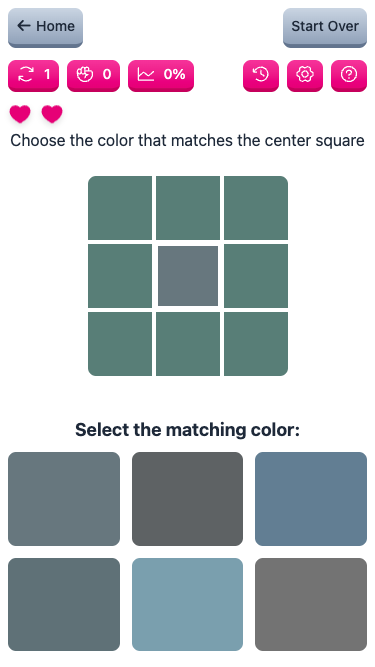 Home
Start Over
1
0
0%
Choose the color that matches the center square
Select the matching color: